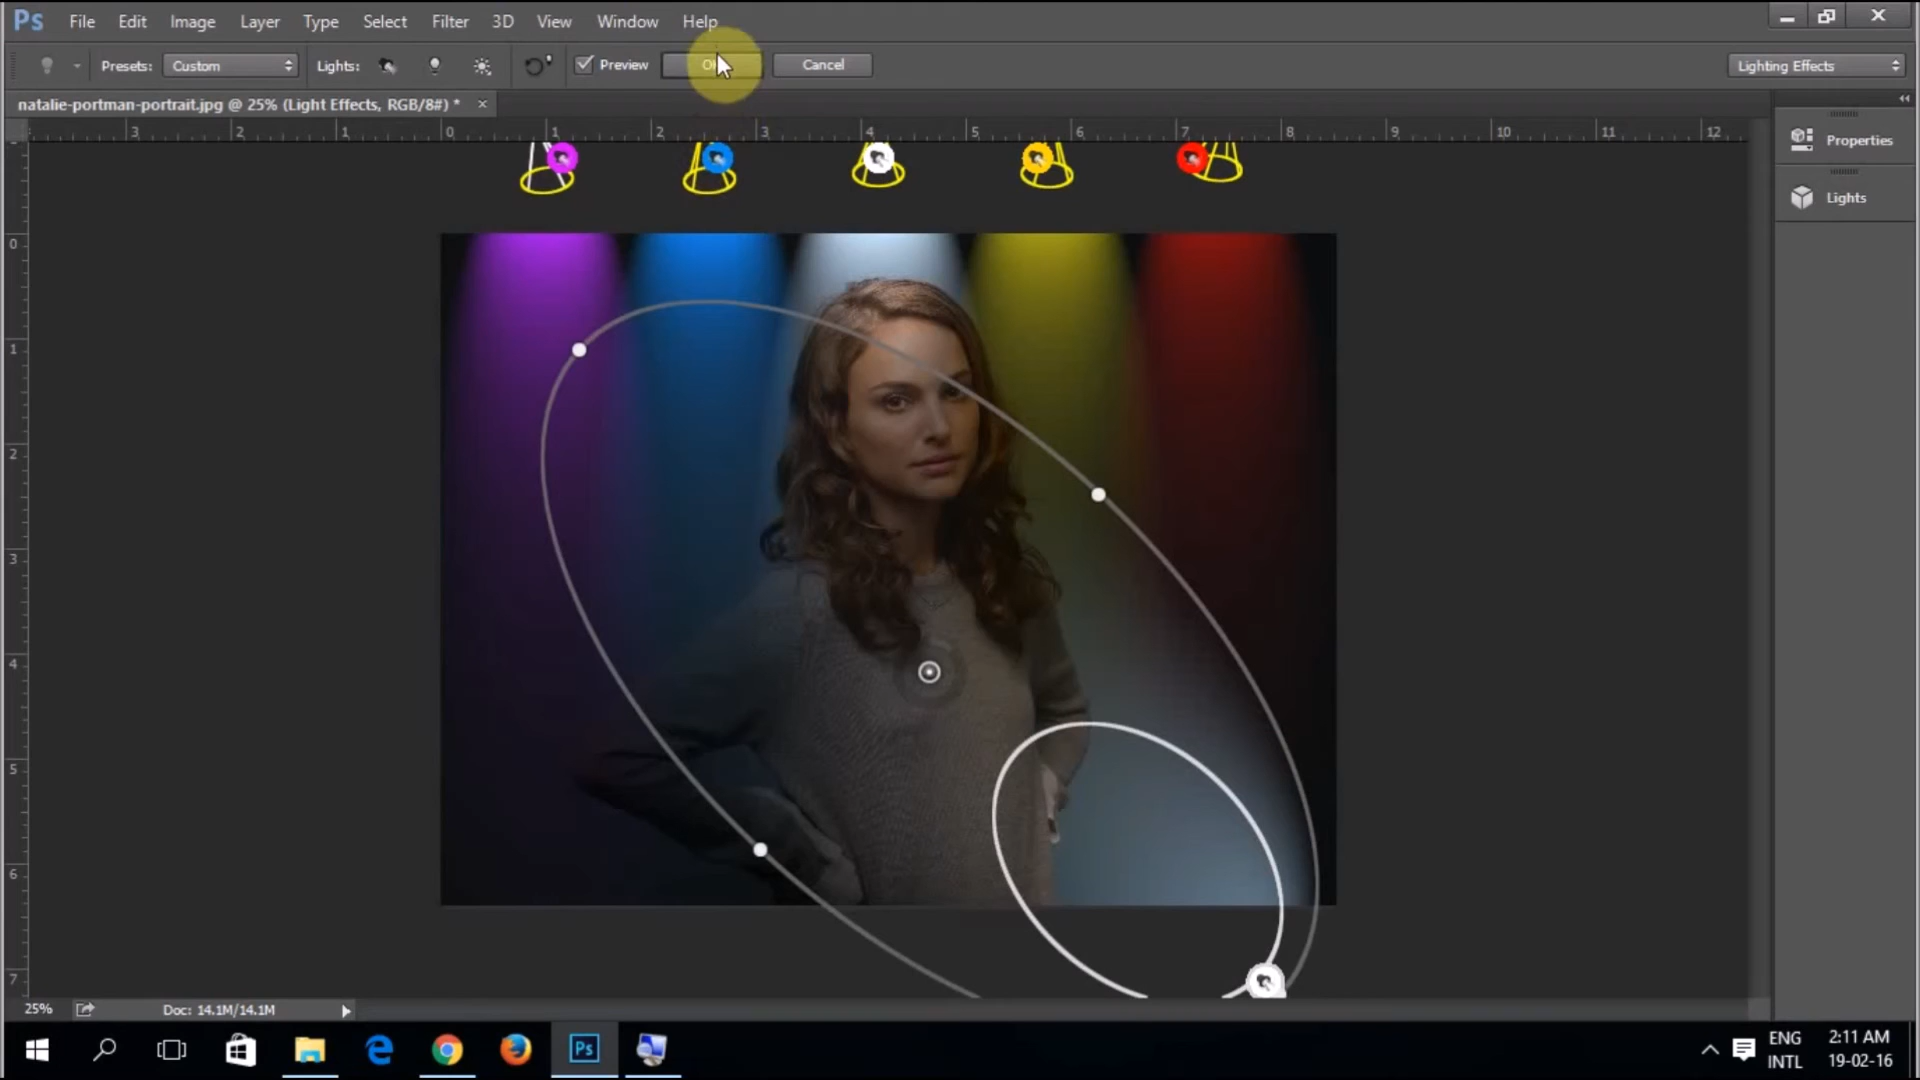 Ps File Edit Image Layer Type Select Filter 3D View Window Help
Presets: Custom Lights: Preview Cancel Lighting Effects
natalie-portman-portrait.jpg @ 25% (Light Effects, RGB/8#) * ×
3 2 1 0 1 2 3 4 5 6 7 8 9 10 11 12
Properties
Lights
0
1
2
3
4
5
6
7
25% Doc: 14.1M/14.1M
Ps
ENG 2:11 AM
INTL 19-02-16